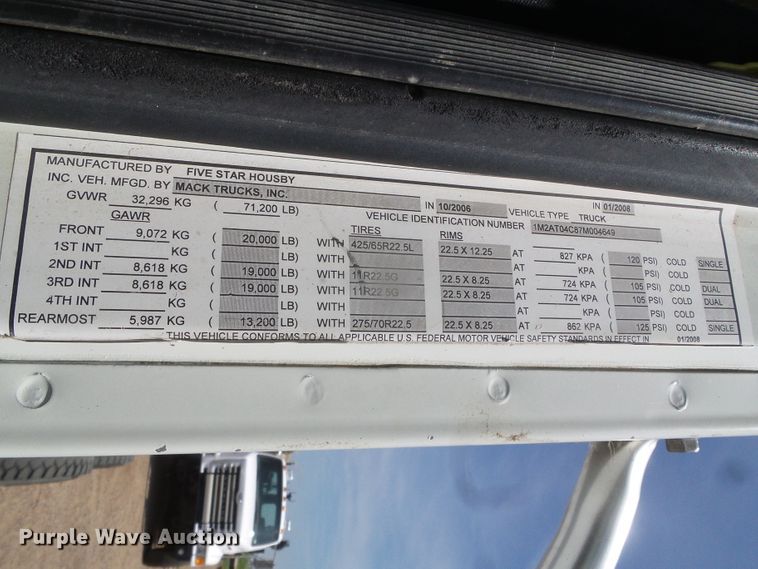 MANUFACTURED BY FIVE STAR HOUSBY
INC. VEH. MFGD. BY MACK TRUCKS, INC. IN 10/2006 IN 01/2008
GVWR 32,296 KG ( 71,200 LB) VEHICLE TYPE TRUCK
GAWR VEHICLE IDENTIFICATION NUMBER 1M2AT04C87M004649
TIRES RIMS
FRONT 9,072 KG ( 20,000 LB) WITH 425/65R22.5L 22.5 X 12.25 AT 827 KPA ( 120 PSI) COLD SINGLE
1ST INT KG ( LB) WITH AT KPA ( PSI) COLD
2ND INT 8,618 KG ( 19,000 LB) WITH 11R22.5G 22.5 X 8.25 AT 724 KPA ( 105 PSI) COLD DUAL
3RD INT 8,618 KG ( 19,000 LB) WITH 11R22.5G 22.5 X 8.25 AT 724 KPA ( 105 PSI) COLD DUAL
4TH INT KG ( LB) WITH AT KPA ( PSI) COLD
REARMOST 5,987 KG ( 13,200 LB) WITH 275/70R22.5 22.5 X 8.25 AT 862 KPA ( 125 PSI) COLD SINGLE
THIS VEHICLE CONFORMS TO ALL APPLICABLE U.S. FEDERAL MOTOR VEHICLE SAFETY STANDARDS IN EFFECT IN 01/2008
Purple Wave Auction
Purple Wave Auction